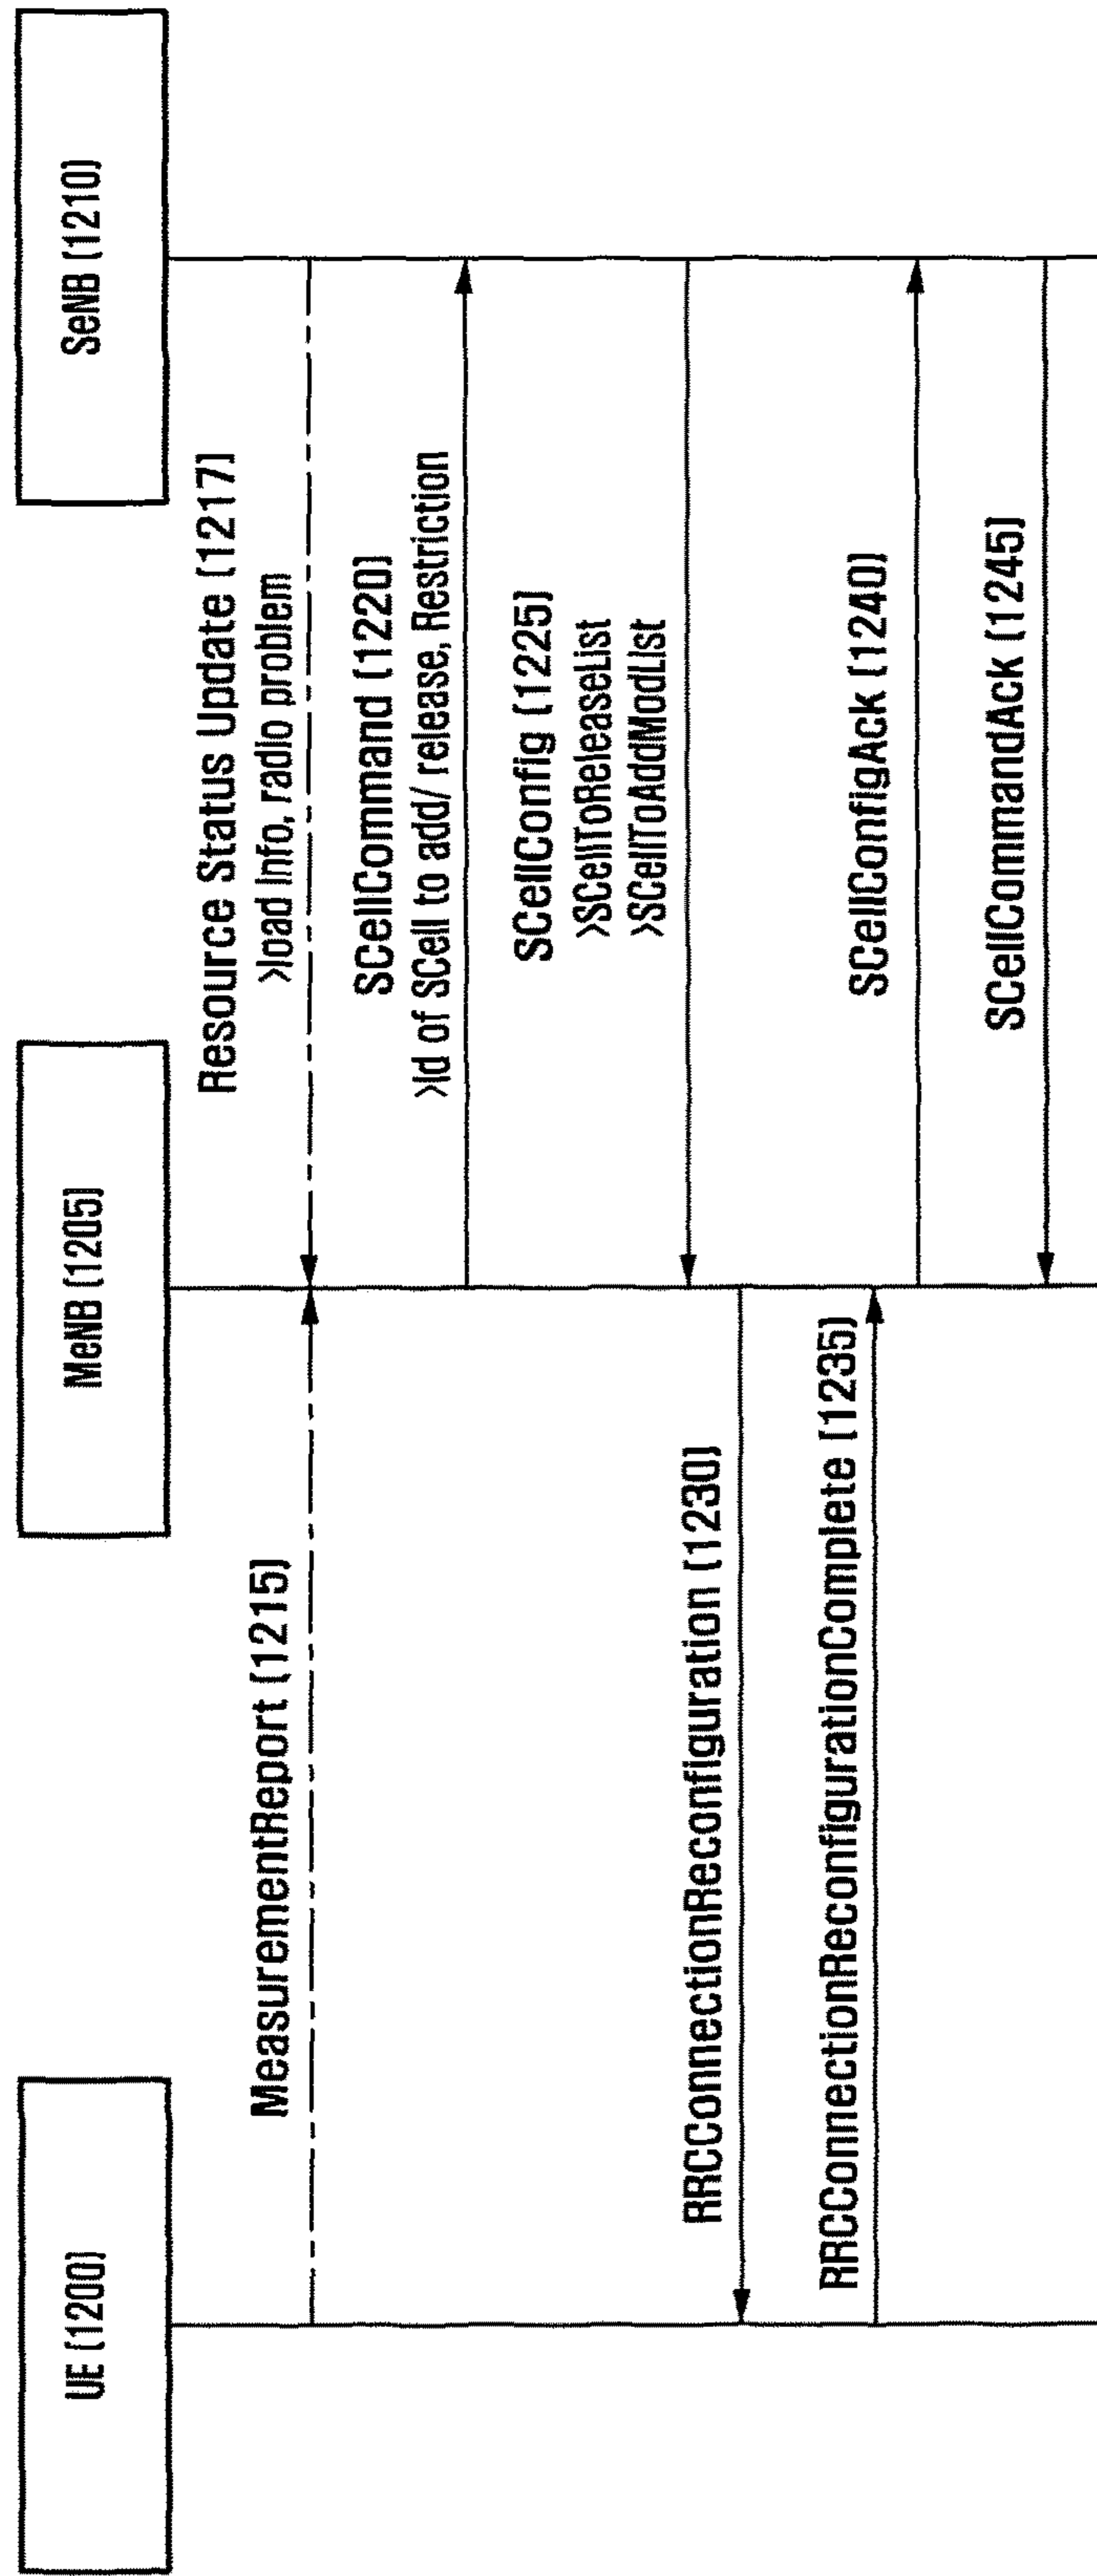 UE (1200)
MeNB (1205)
SeNB (1210)
MeasurementReport (1215)
Resource Status Update (1217)
>load Info, radio problem
SCellCommand (1220)
>Id of SCell to add/ release, Restriction
SCellConfig (1225)
>SCellToReleaseList
>SCellToAddModList
RRCConnectionReconfiguration (1230)
RRCConnectionReconfigurationComplete (1235)
SCellConfigAck (1240)
SCellCommandAck (1245)